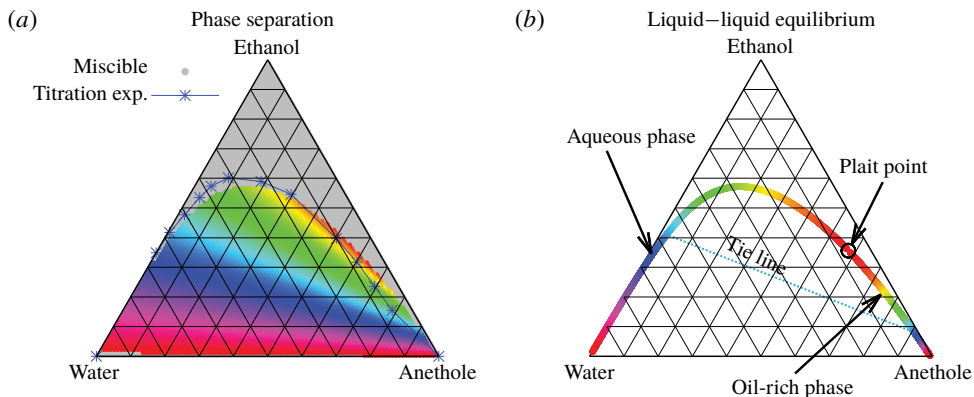 (a) Phase separation
Ethanol
Miscible
Titration exp.
Water
Anethole
(b) Liquid–liquid equilibrium
Ethanol
Aqueous phase
Plait point
Tie line
Water
Anethole
Oil-rich phase